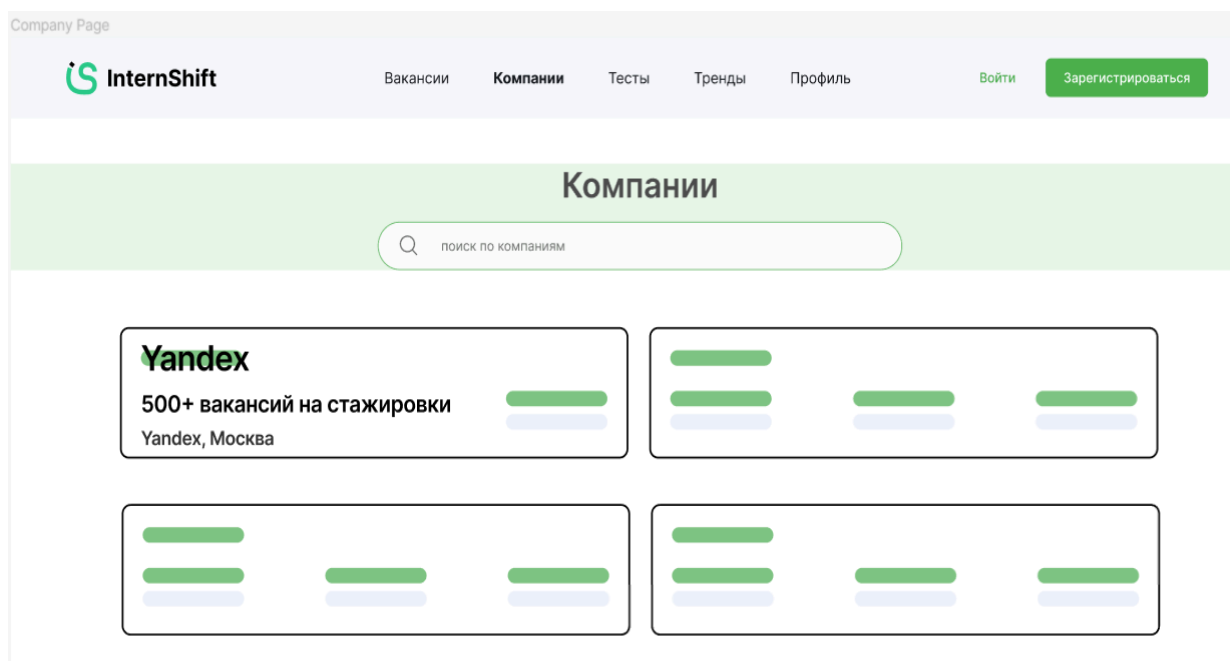 Company Page
InternShift Вакансии Компании Тесты Тренды Профиль Войти Зарегистрироваться
Компании
поиск по компаниям
Yandex
500+ вакансий на стажировки
Yandex, Москва